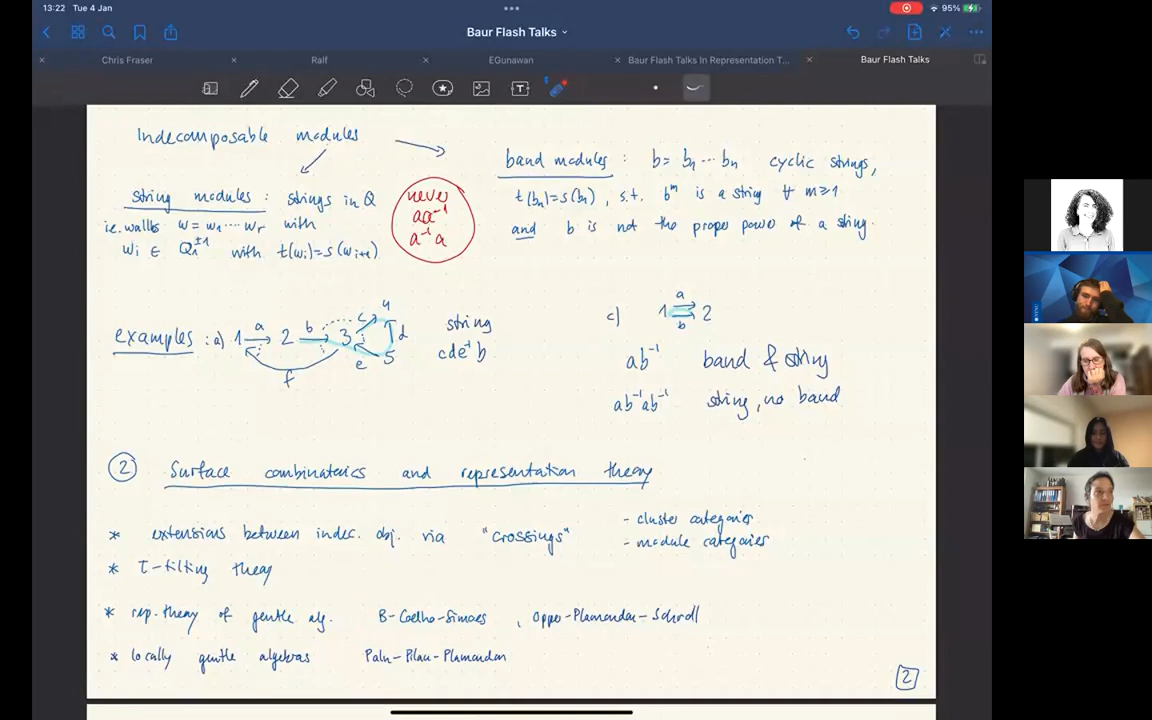 13:22 Tue 4 Jan
95%
Baur Flash Talks
Chris Fraser
Ralf
EGunawan
Baur Flash Talks In Representation T...
Baur Flash Talks
Indecomposable modules
string modules: strings in Q
i.e. walks w = w₁ ⋯ wᵣ with
wᵢ ∈ Q₁^{±1} with t(wᵢ) = s(wᵢ₊₁)
never
aa⁻¹
a⁻¹a
band modules: b = b₁ ⋯ bₙ cyclic strings,
t(bₙ) = s(b₁), s.t. bᵐ is a string ∀ m ≥ 1
and b is not the proper power of a string.
examples: a) 1 →a 2 →b 3 c 4 d 5 e f
string
cde⁻¹b
c) 1 a b 2
ab⁻¹ band & string
ab⁻¹ab⁻¹ string, no band
② Surface combinatorics and representation theory
* extensions between indec. obj. via "crossings"
- cluster categories
- module categories
* τ-tilting theory
* rep. theory of gentle alg. B-Coelho-Simoes, Opper-Plamondon-Schroll
* locally gentle algebras Palu-Pilaud-Plamondon
2